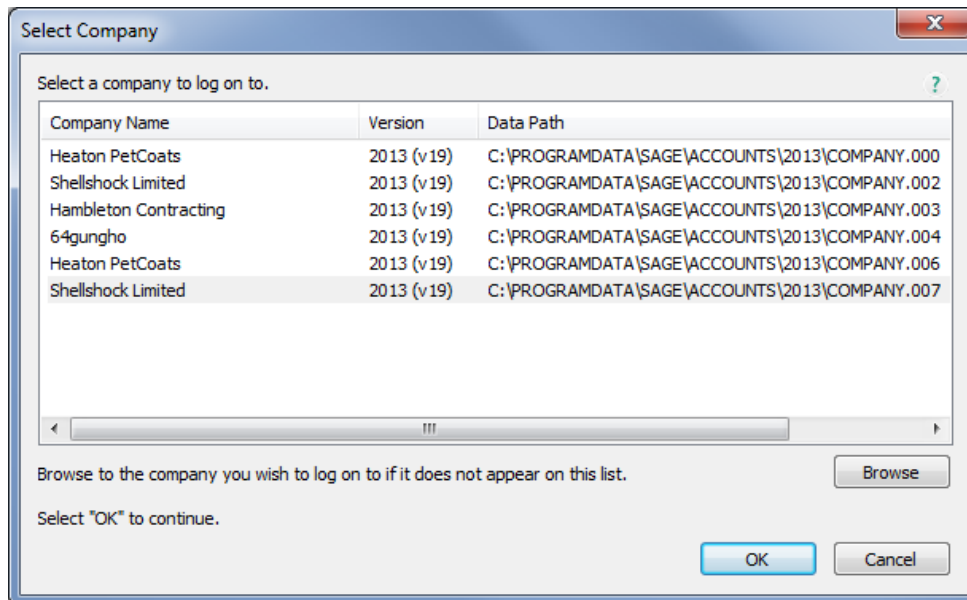 Select Company
Select a company to log on to.
?
Company Name Version Data Path
Heaton PetCoats 2013 (v19) C:\PROGRAMDATA\SAGE\ACCOUNTS\2013\COMPANY.000
Shellshock Limited 2013 (v19) C:\PROGRAMDATA\SAGE\ACCOUNTS\2013\COMPANY.002
Hambleton Contracting 2013 (v19) C:\PROGRAMDATA\SAGE\ACCOUNTS\2013\COMPANY.003
64gungho 2013 (v19) C:\PROGRAMDATA\SAGE\ACCOUNTS\2013\COMPANY.004
Heaton PetCoats 2013 (v19) C:\PROGRAMDATA\SAGE\ACCOUNTS\2013\COMPANY.006
Shellshock Limited 2013 (v19) C:\PROGRAMDATA\SAGE\ACCOUNTS\2013\COMPANY.007
Browse to the company you wish to log on to if it does not appear on this list. Browse
Select "OK" to continue.
OK Cancel